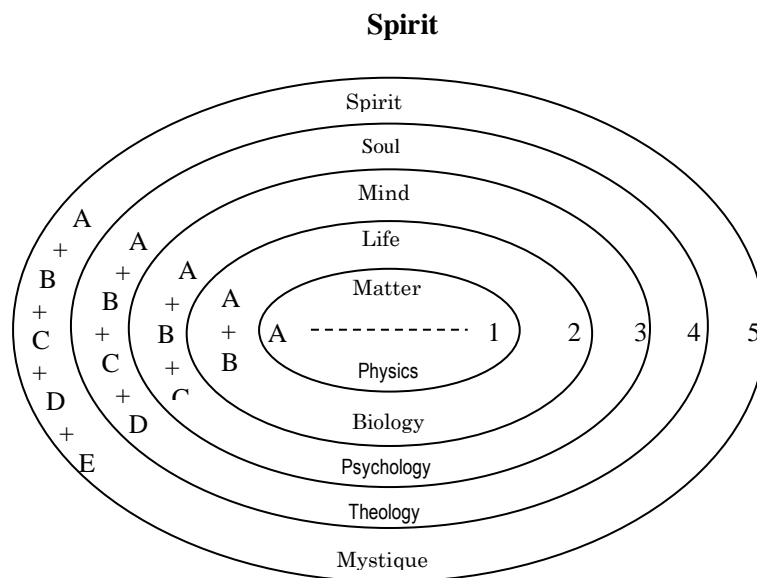 Spirit
Spirit
Soul
Mind
Life
Matter
A + B + C + D + E
A + B + C + D
A + B + C
A + B
A
1
2
3
4
5
Physics
Biology
Psychology
Theology
Mystique